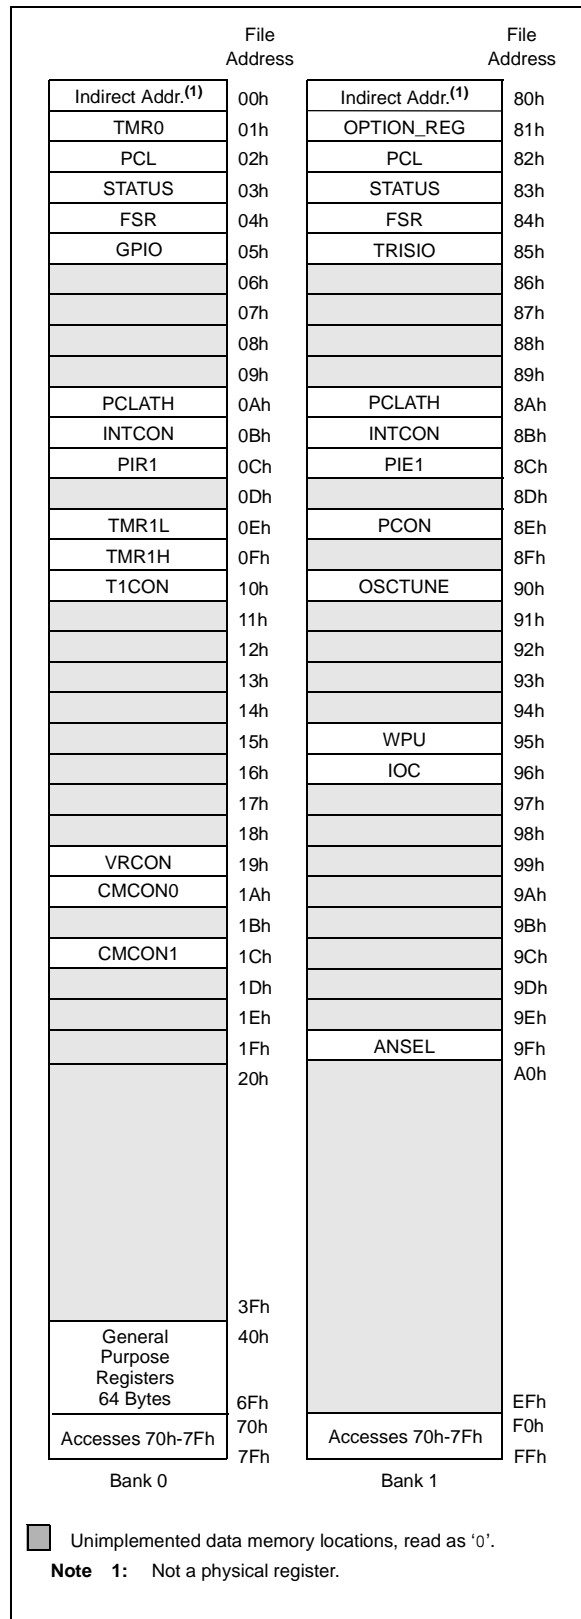 File Address File Address
Indirect Addr.(1) 00h Indirect Addr.(1) 80h
TMR0 01h OPTION_REG 81h
PCL 02h PCL 82h
STATUS 03h STATUS 83h
FSR 04h FSR 84h
GPIO 05h TRISIO 85h
06h 86h
07h 87h
08h 88h
09h 89h
PCLATH 0Ah PCLATH 8Ah
INTCON 0Bh INTCON 8Bh
PIR1 0Ch PIE1 8Ch
0Dh 8Dh
TMR1L 0Eh PCON 8Eh
TMR1H 0Fh 8Fh
T1CON 10h OSCTUNE 90h
11h 91h
12h 92h
13h 93h
14h 94h
15h WPU 95h
16h IOC 96h
17h 97h
18h 98h
VRCON 19h 99h
CMCON0 1Ah 9Ah
1Bh 9Bh
CMCON1 1Ch 9Ch
1Dh 9Dh
1Eh 9Eh
1Fh ANSEL 9Fh
20h A0h
3Fh
General 40h
Purpose
Registers
64 Bytes 6Fh EFh
70h F0h
Accesses 70h-7Fh Accesses 70h-7Fh
7Fh FFh
Bank 0 Bank 1
Unimplemented data memory locations, read as ‘0’.
Note 1: Not a physical register.